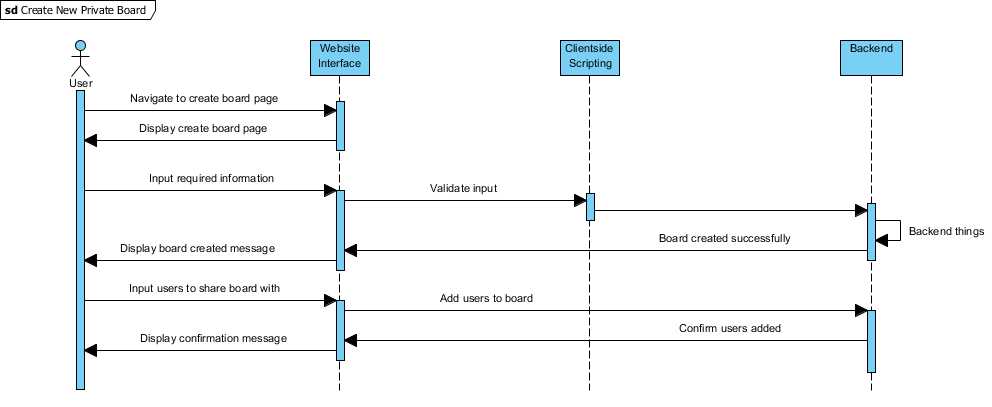 sd Create New Private Board
User
Website
Interface
Clientside
Scripting
Backend
Navigate to create board page
Display create board page
Input required information
Validate input
Backend things
Board created successfully
Display board created message
Input users to share board with
Add users to board
Confirm users added
Display confirmation message